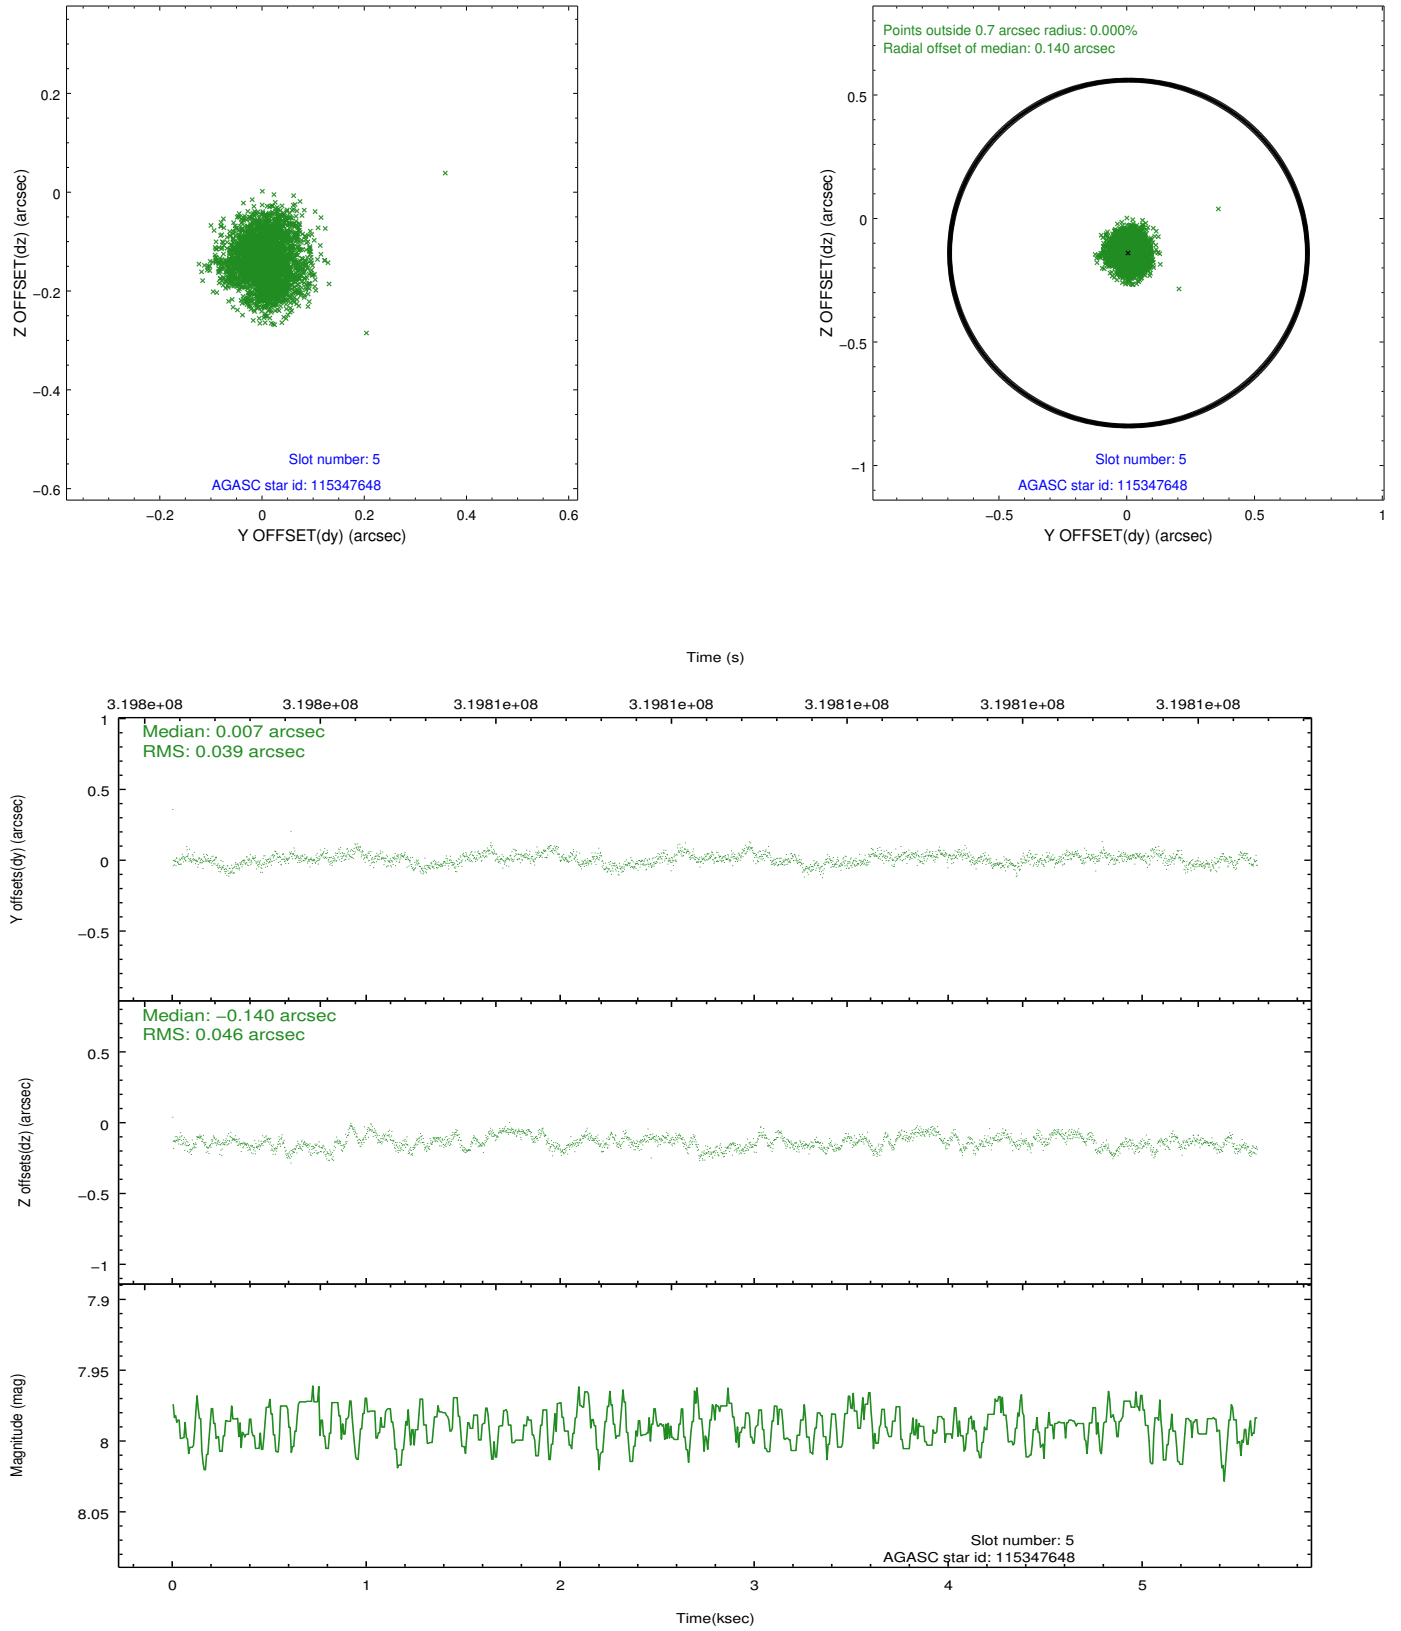 0.2
0
−0.2
−0.4
−0.6
Z OFFSET(dz) (arcsec)
Slot number: 5
AGASC star id: 115347648
−0.2 0 0.2 0.4 0.6
Y OFFSET(dy) (arcsec)
Points outside 0.7 arcsec radius: 0.000%
Radial offset of median: 0.140 arcsec
0.5
0
−0.5
−1
Z OFFSET(dz) (arcsec)
Slot number: 5
AGASC star id: 115347648
−0.5 0 0.5 1
Y OFFSET(dy) (arcsec)
Time (s)
3.198e+08 3.198e+08 3.1981e+08 3.1981e+08 3.1981e+08 3.1981e+08 3.1981e+08
Median: 0.007 arcsec
RMS: 0.039 arcsec
1
0.5
0
−0.5
Y offsets(dy) (arcsec)
Median: −0.140 arcsec
RMS: 0.046 arcsec
0.5
0
−0.5
−1
Z offsets(dz) (arcsec)
7.9
7.95
8
8.05
Magnitude (mag)
Slot number: 5
AGASC star id: 115347648
0 1 2 3 4 5
Time(ksec)